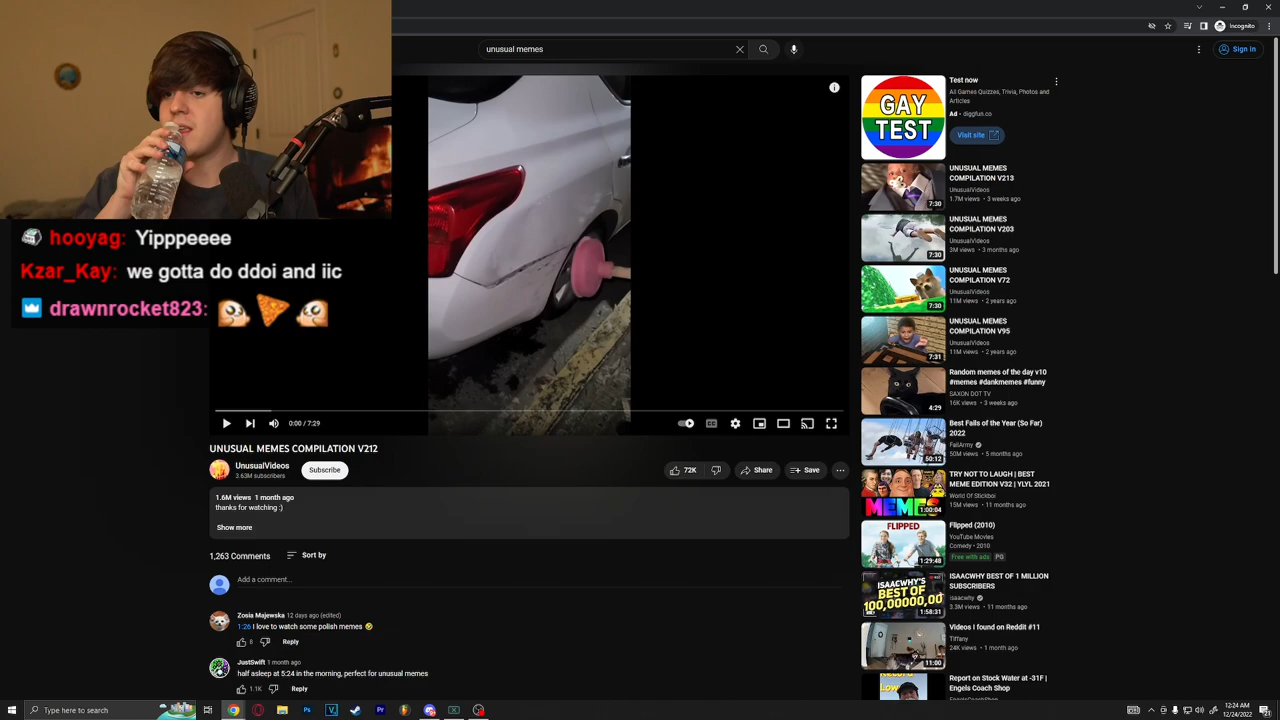 Incognito
unusual memes
Sign in
hooyag: Yipppeeee
Kzar_Kay: we gotta do ddoi and iic
drawnrocket823:
0:00 / 7:29
UNUSUAL MEMES COMPILATION V212
UnusualVideos
3.63M subscribers
Subscribe
72K
Share
Save
1.6M views 1 month ago
thanks for watching :)
Show more
1,263 Comments
Sort by
Add a comment...
Zosia Majewska 12 days ago (edited)
1:26 I love to watch some polish memes 🤣
8
Reply
JustSwift 1 month ago
half asleep at 5:24 in the morning, perfect for unusual memes
1.1K
Reply
GAY
TEST
Test now
All Games Quizzes, Trivia, Photos and
Articles
Ad • diggfun.co
Visit site
7:30
UNUSUAL MEMES
COMPILATION V213
UnusualVideos
1.7M views • 3 weeks ago
7:30
UNUSUAL MEMES
COMPILATION V203
UnusualVideos
3M views • 3 months ago
7:30
UNUSUAL MEMES
COMPILATION V72
UnusualVideos
11M views • 2 years ago
7:31
UNUSUAL MEMES
COMPILATION V95
UnusualVideos
11M views • 2 years ago
4:29
Random memes of the day v10
#memes #dankmemes #funny
SAXON DOT TV
16K views • 3 weeks ago
50:12
Best Fails of the Year (So Far)
2022
FailArmy
50M views • 5 months ago
MEMES
1:00:04
TRY NOT TO LAUGH | BEST
MEME EDITION V32 | YLYL 2021
World Of Stickboi
15M views • 11 months ago
FLIPPED
1:29:48
Flipped (2010)
YouTube Movies
Comedy • 2010
Free with ads PG
ISAACWHY'S
BEST OF
100,00000,00
1:58:31
ISAACWHY BEST OF 1 MILLION
SUBSCRIBERS
isaacwhy
3.3M views • 11 months ago
11:00
Videos I found on Reddit #11
Tiffany
24K views • 1 month ago
Record
Low
Report on Stock Water at -31F |
Engels Coach Shop
Type here to search
12:24 AM
12/24/2022